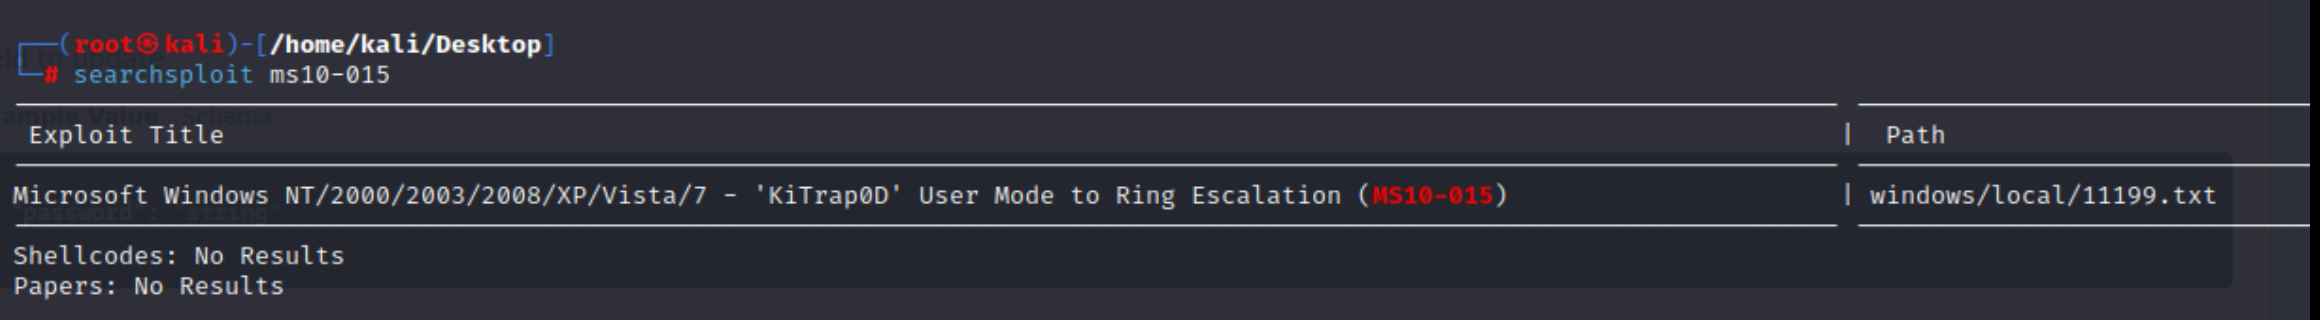 ┌──(root㉿kali)-[/home/kali/Desktop]
└─# searchsploit ms10-015
Exploit Title | Path
Microsoft Windows NT/2000/2003/2008/XP/Vista/7 - 'KiTrap0D' User Mode to Ring Escalation (MS10-015) | windows/local/11199.txt
Shellcodes: No Results
Papers: No Results